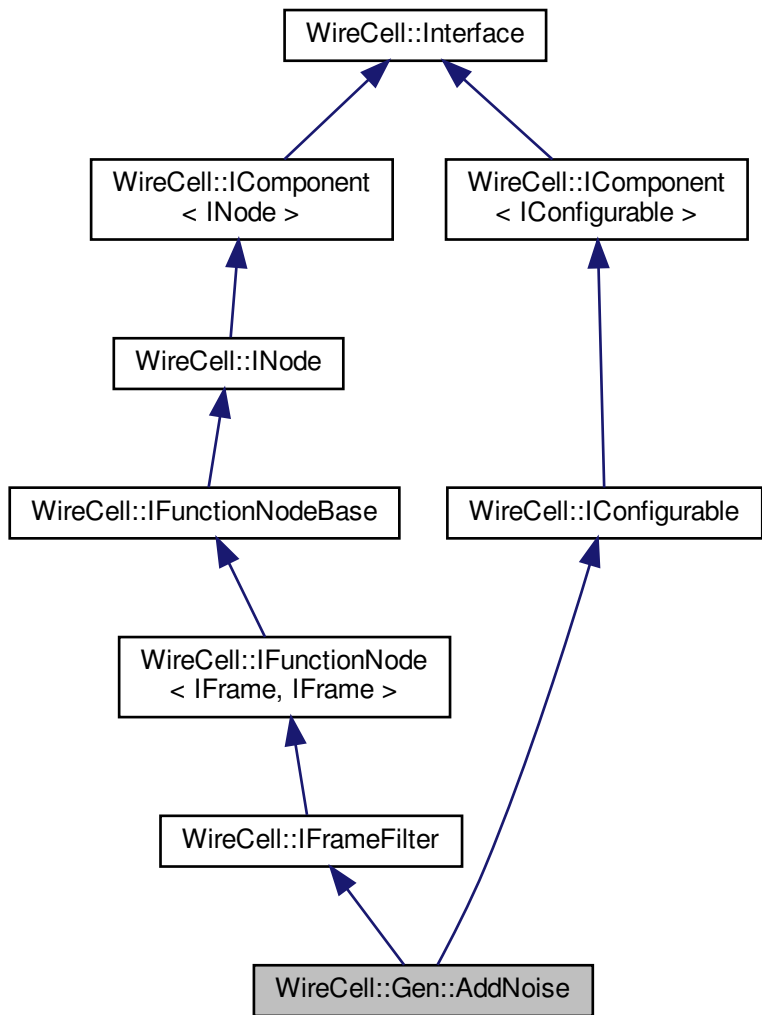 WireCell::Interface
WireCell::IComponent
< INode >
WireCell::IComponent
< IConfigurable >
WireCell::INode
WireCell::IFunctionNodeBase
WireCell::IConfigurable
WireCell::IFunctionNode
< IFrame, IFrame >
WireCell::IFrameFilter
WireCell::Gen::AddNoise